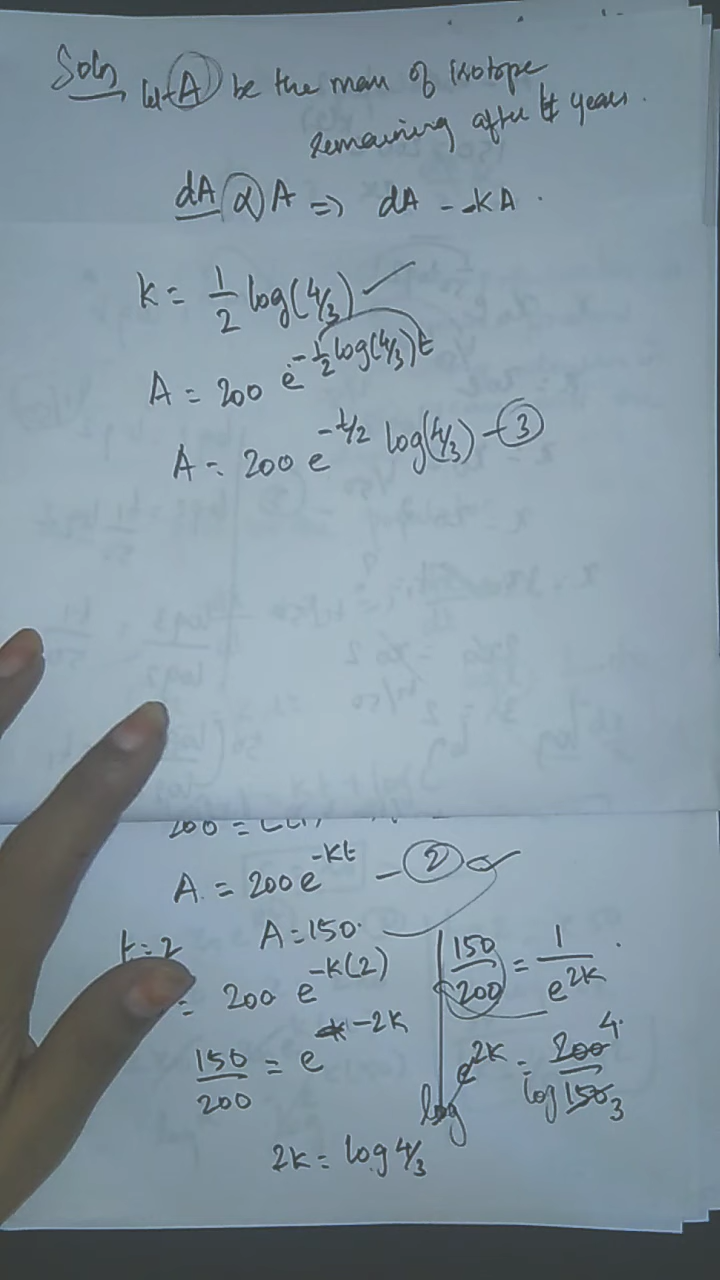 Soln Let A be the mass of isotope
remaining after t years.
dA ∝ A => dA - -KA.
K = 1/2 log(4/3) ✓
A = 200 e^{-1/2 log(4/3)t}
A = 200 e^{-t/2 log(4/3)} - ③
A = 200e^{-Kt} - ②
t = 2 A = 150.
= 200 e^{-K(2)}
150/200 = e^{-2K}
2K = log 4/3
150/200 = 1/e^{2K}.
log e^{2K} = log 200/150 4/3